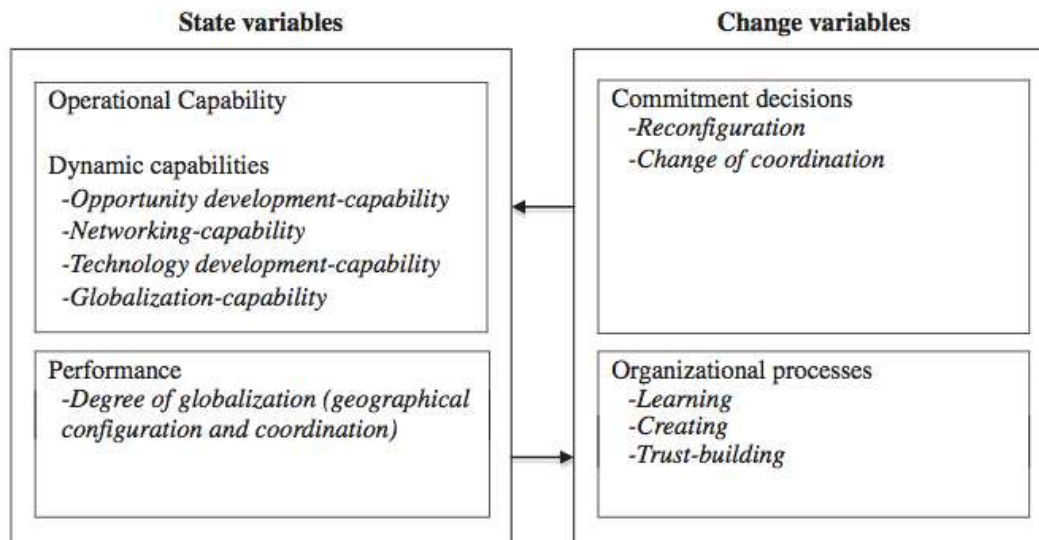 State variables
Operational Capability
Dynamic capabilities
-Opportunity development-capability
-Networking-capability
-Technology development-capability
-Globalization-capability
Performance
-Degree of globalization (geographical
configuration and coordination)
Change variables
Commitment decisions
-Reconfiguration
-Change of coordination
Organizational processes
-Learning
-Creating
-Trust-building